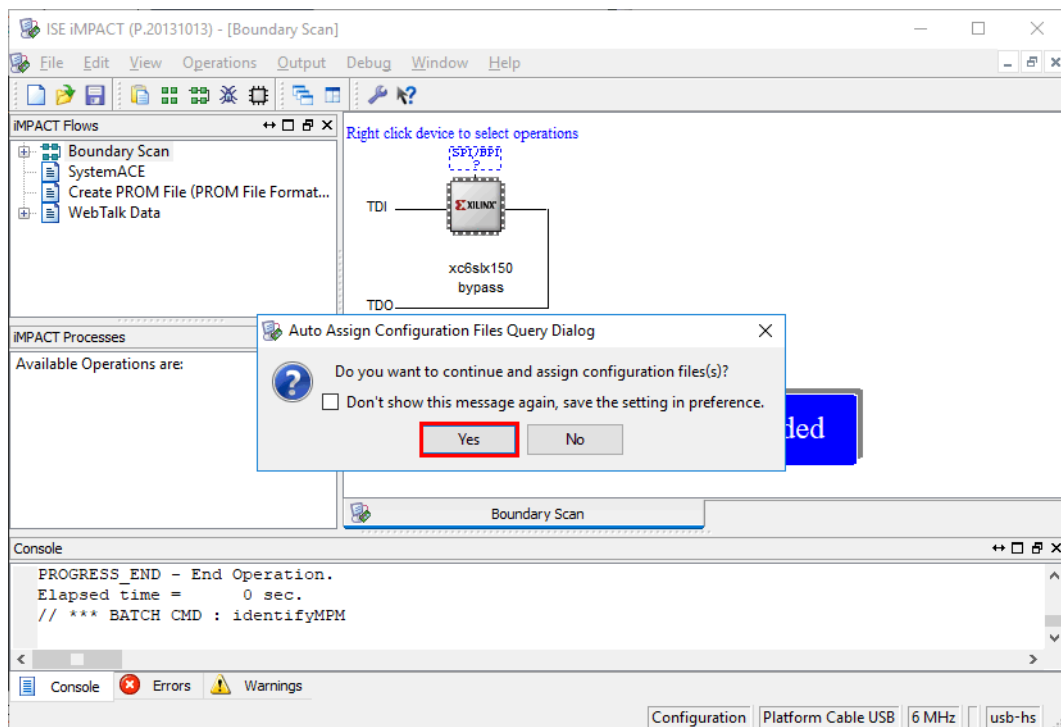 ISE iMPACT (P.20131013) - [Boundary Scan]
File Edit View Operations Output Debug Window Help
iMPACT Flows
Boundary Scan
SystemACE
Create PROM File (PROM File Format...
WebTalk Data
Right click device to select operations
SPI/BPI
?
TDI
XILINX
xc6slx150
bypass
TDO
iMPACT Processes
Available Operations are:
Auto Assign Configuration Files Query Dialog
Do you want to continue and assign configuration files(s)?
Don't show this message again, save the setting in preference.
Yes No
ded
Boundary Scan
Console
PROGRESS_END - End Operation.
Elapsed time = 0 sec.
// *** BATCH CMD : identifyMPM
Console Errors Warnings
Configuration Platform Cable USB 6 MHz usb-hs